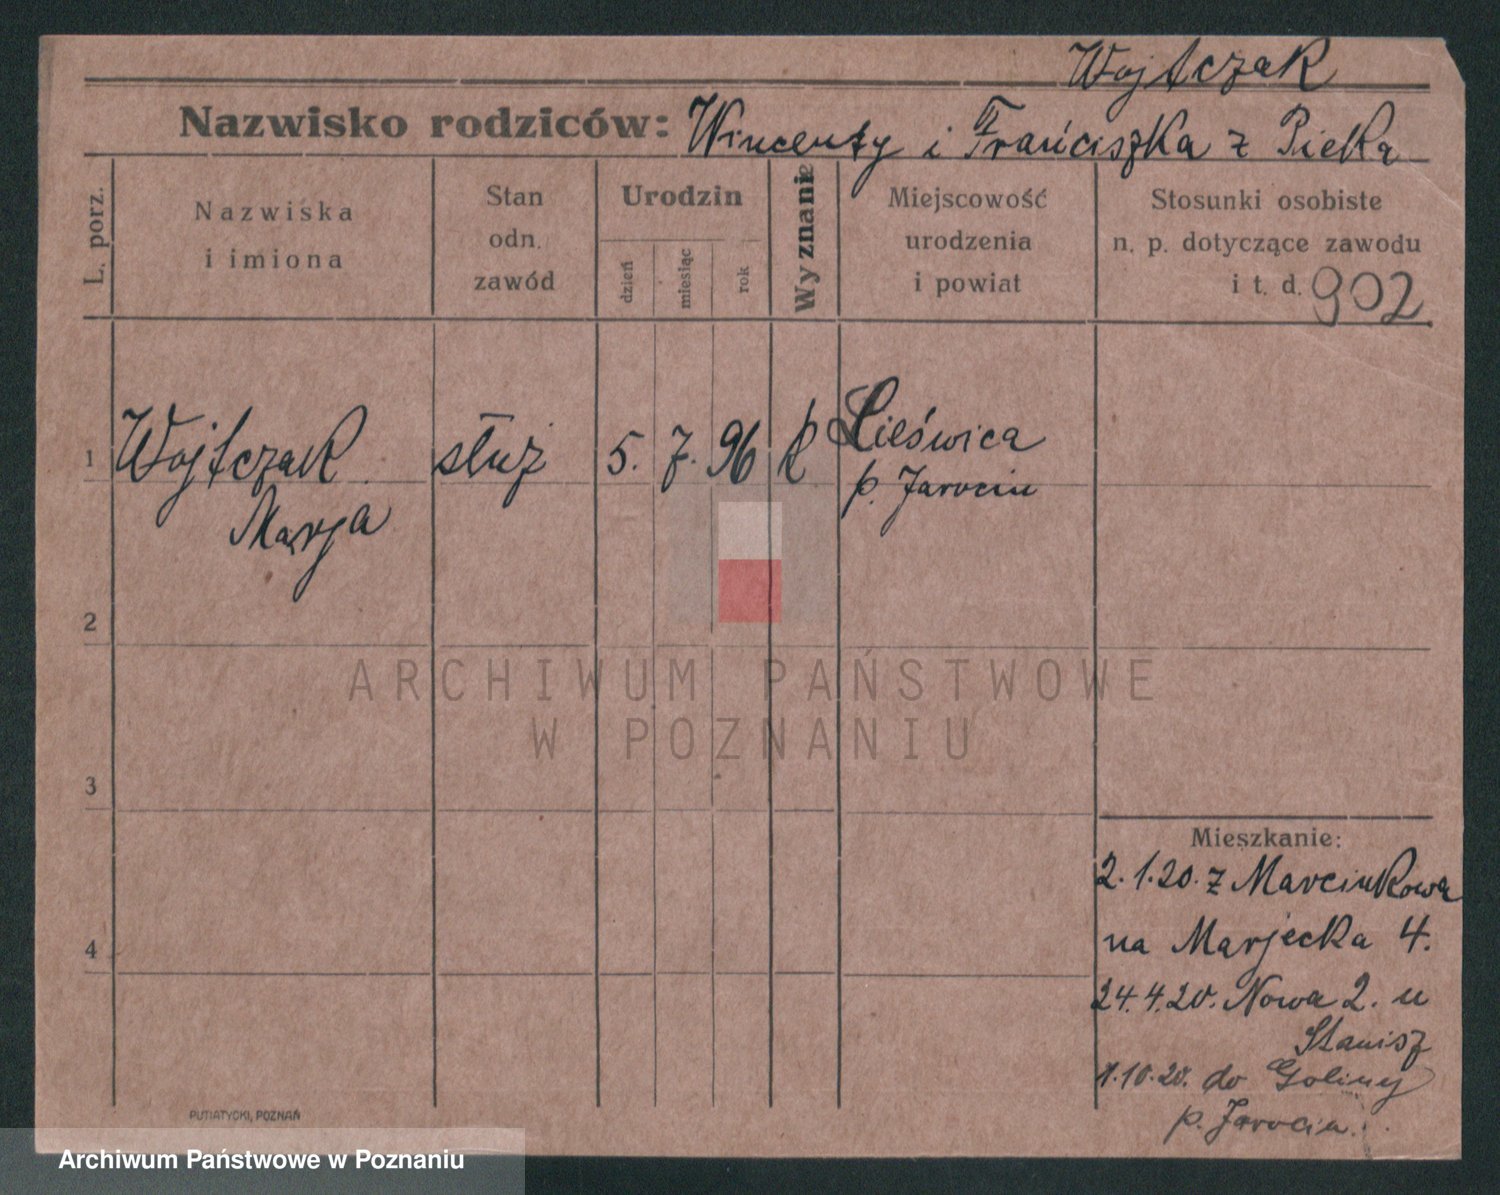 Wojtczak
Nazwisko rodziców: Wincenty i Franciszka z Pielka
L. porz.
Nazwiska
i imiona
Stan
odn.
zawód
Urodzin
dzień
miesiąc
rok
Wyznanie
Miejscowość
urodzenia
i powiat
Stosunki osobiste
n. p. dotyczące zawodu
i t. d. 902
1 Wojtczak służ 5. 7. 96 k Lieświca
Marja p. Jarocin
2
3
4
Mieszkanie:
2.1.20. z Marcinkowa
na Marjecka 4.
24.4.20. Nowa 2. u
Stanisz
1.10.20. do Goliny
p. Jarocin.
PUTIATYCKI, POZNAŃ
ARCHIWUM PAŃSTWOWE
W POZNANIU
Archiwum Państwowe w Poznaniu